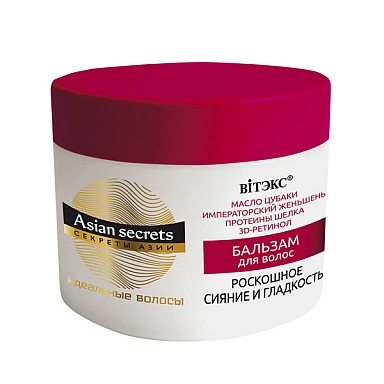 Asian secrets
СЕКРЕТЫ АЗИИ
идеальные волосы
ВІТЭКС®
МАСЛО ЦУБАКИ
ИМПЕРАТОРСКИЙ ЖЕНЬШЕНЬ
ПРОТЕИНЫ ШЕЛКА
3D-РЕТИНОЛ
БАЛЬЗАМ
для волос
РОСКОШНОЕ
СИЯНИЕ И ГЛАДКОСТЬ